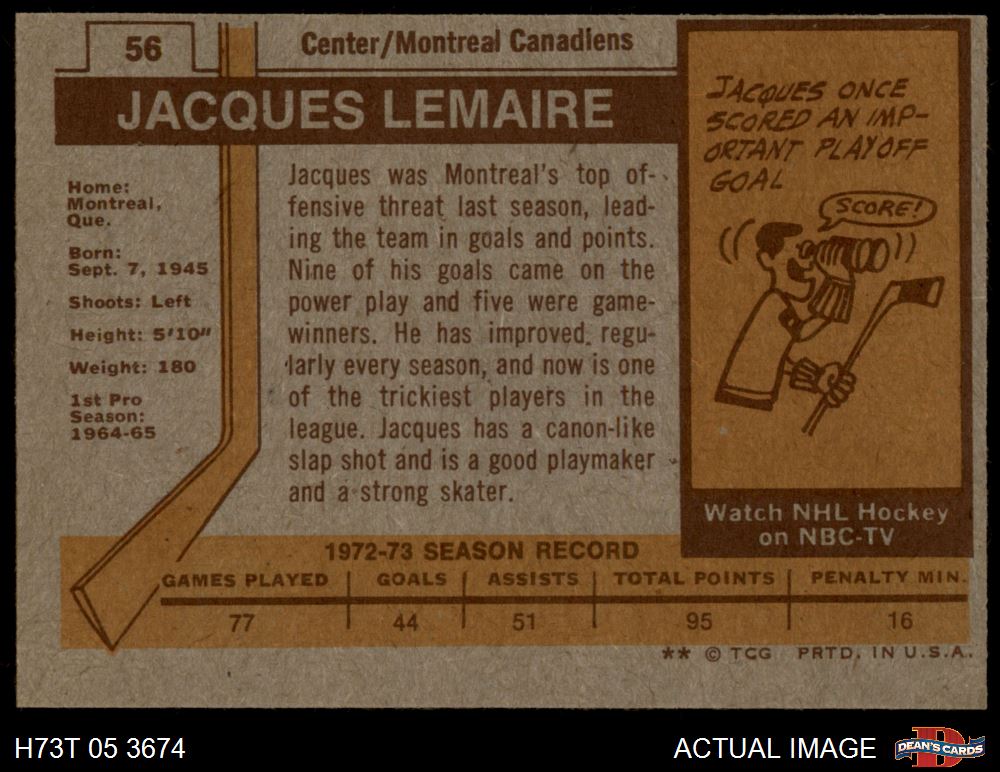 56
Center/Montreal Canadiens
JACQUES LEMAIRE
Home:
Montreal,
Que.
Born:
Sept. 7, 1945
Shoots: Left
Height: 5'10"
Weight: 180
1st Pro
Season:
1964-65
Jacques was Montreal's top of-
fensive threat last season, lead-
ing the team in goals and points.
Nine of his goals came on the
power play and five were game-
winners. He has improved regu-
larly every season, and now is one
of the trickiest players in the
league. Jacques has a canon-like
slap shot and is a good playmaker
and a strong skater.
JACQUES ONCE
SCORED AN IMP-
ORTANT PLAYOFF
GOAL
SCORE!
Watch NHL Hockey
on NBC-TV
1972-73 SEASON RECORD
GAMES PLAYED GOALS ASSISTS TOTAL POINTS PENALTY MIN.
77 44 51 95 16
** © TCG PRTD. IN U.S.A.
H73T 05 3674
ACTUAL IMAGE
DEAN'S CARDS